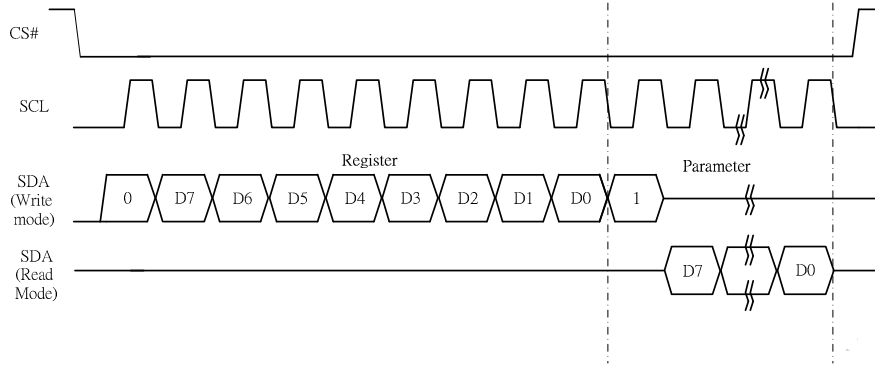 CS#
SCL
Register
Parameter
SDA
(Write
mode)
0 D7 D6 D5 D4 D3 D2 D1 D0 1
SDA
(Read
Mode)
D7 D0